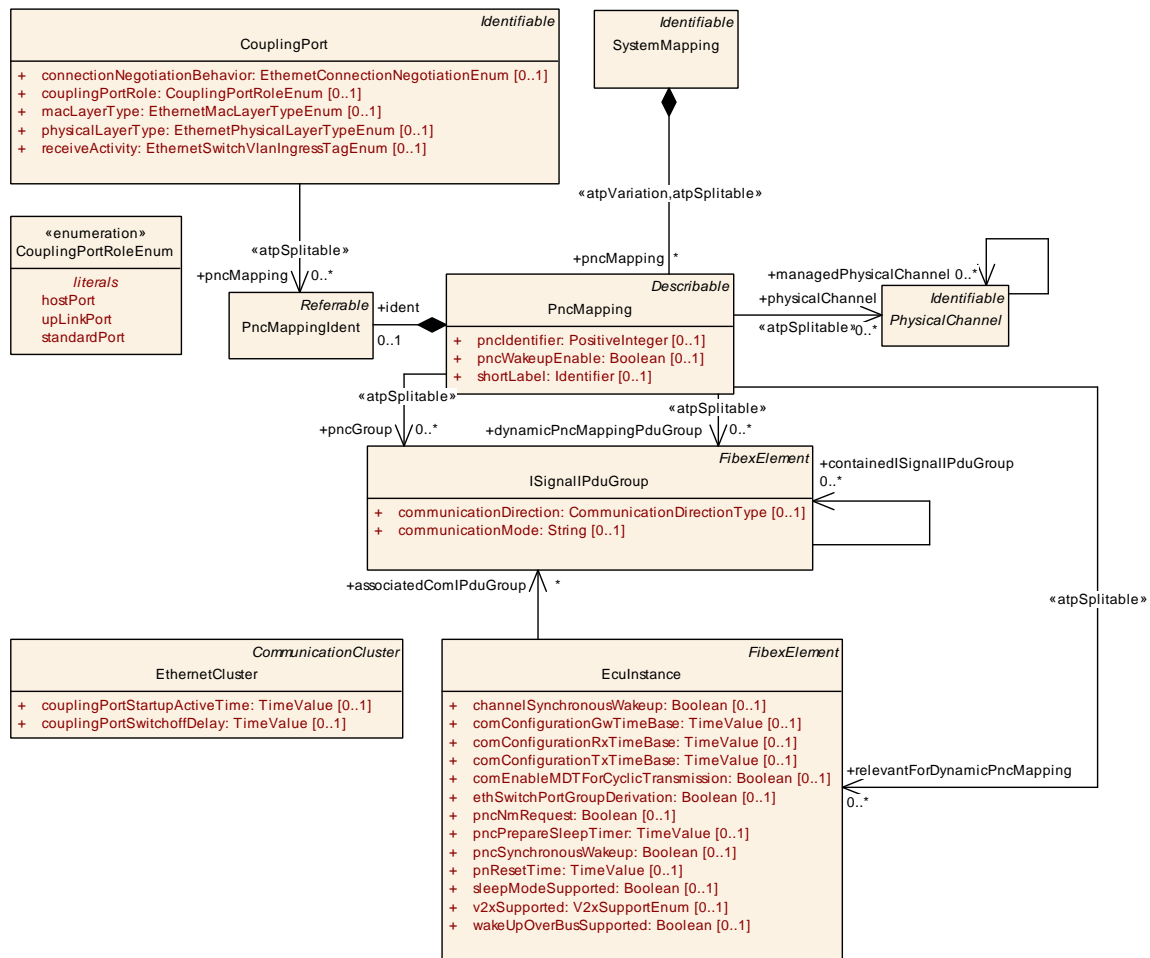 Identifiable
CouplingPort
+ connectionNegotiationBehavior: EthernetConnectionNegotiationEnum [0..1]
+ couplingPortRole: CouplingPortRoleEnum [0..1]
+ macLayerType: EthernetMacLayerTypeEnum [0..1]
+ physicalLayerType: EthernetPhysicalLayerTypeEnum [0..1]
+ receiveActivity: EthernetSwitchVlanIngressTagEnum [0..1]
Identifiable
SystemMapping
«atpVariation,atpSplitable»
+pncMapping *
«enumeration»
CouplingPortRoleEnum
literals
hostPort
upLinkPort
standardPort
«atpSplitable»
+pncMapping 0..*
Referrable
PncMappingIdent
+ident
0..1
Describable
PncMapping
+ pncIdentifier: PositiveInteger [0..1]
+ pncWakeupEnable: Boolean [0..1]
+ shortLabel: Identifier [0..1]
+managedPhysicalChannel 0..*
+physicalChannel
«atpSplitable» 0..*
Identifiable
PhysicalChannel
«atpSplitable»
+pncGroup 0..*
«atpSplitable»
+dynamicPncMappingPduGroup 0..*
FibexElement
ISignalIPduGroup
+ communicationDirection: CommunicationDirectionType [0..1]
+ communicationMode: String [0..1]
+containedISignalIPduGroup
0..*
+associatedComIPduGroup *
«atpSplitable»
CommunicationCluster
EthernetCluster
+ couplingPortStartupActiveTime: TimeValue [0..1]
+ couplingPortSwitchoffDelay: TimeValue [0..1]
FibexElement
EcuInstance
+ channelSynchronousWakeup: Boolean [0..1]
+ comConfigurationGwTimeBase: TimeValue [0..1]
+ comConfigurationRxTimeBase: TimeValue [0..1]
+ comConfigurationTxTimeBase: TimeValue [0..1]
+ comEnableMDTForCyclicTransmission: Boolean [0..1]
+ ethSwitchPortGroupDerivation: Boolean [0..1]
+ pncNmRequest: Boolean [0..1]
+ pncPrepareSleepTimer: TimeValue [0..1]
+ pncSynchronousWakeup: Boolean [0..1]
+ pnResetTime: TimeValue [0..1]
+ sleepModeSupported: Boolean [0..1]
+ v2xSupported: V2xSupportEnum [0..1]
+ wakeUpOverBusSupported: Boolean [0..1]
+relevantForDynamicPncMapping
0..*